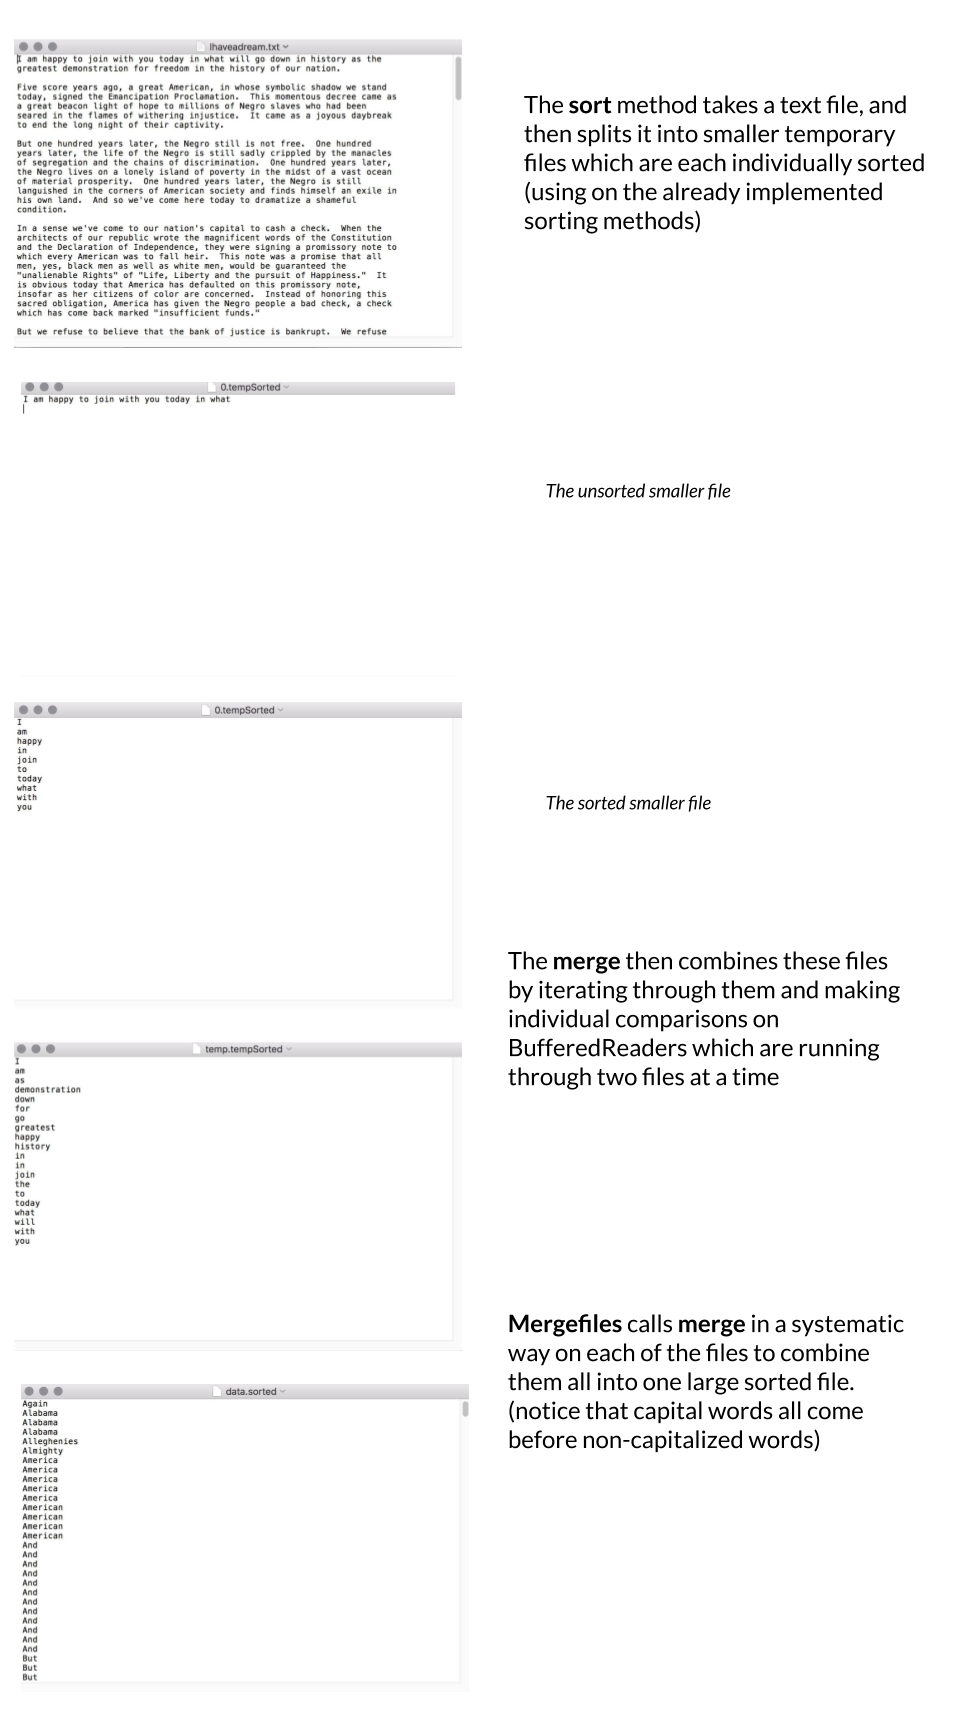 Ihaveadream.txt
I am happy to join with you today in what will go down in history as the
greatest demonstration for freedom in the history of our nation.
Five score years ago, a great American, in whose symbolic shadow we stand
today, signed the Emancipation Proclamation.  This momentous decree came as
a great beacon light of hope to millions of Negro slaves who had been
seared in the flames of withering injustice.  It came as a joyous daybreak
to end the long night of their captivity.
But one hundred years later, the Negro still is not free.  One hundred
years later, the life of the Negro is still sadly crippled by the manacles
of segregation and the chains of discrimination.  One hundred years later,
the Negro lives on a lonely island of poverty in the midst of a vast ocean
of material prosperity.  One hundred years later, the Negro is still
languished in the corners of American society and finds himself an exile in
his own land.  And so we've come here today to dramatize a shameful
condition.
In a sense we've come to our nation's capital to cash a check.  When the
architects of our republic wrote the magnificent words of the Constitution
and the Declaration of Independence, they were signing a promissory note to
which every American was to fall heir.  This note was a promise that all
men, yes, black men as well as white men, would be guaranteed the
"unalienable Rights" of "Life, Liberty and the pursuit of Happiness."  It
is obvious today that America has defaulted on this promissory note,
insofar as her citizens of color are concerned.  Instead of honoring this
sacred obligation, America has given the Negro people a bad check, a check
which has come back marked "insufficient funds."
But we refuse to believe that the bank of justice is bankrupt.  We refuse
The sort method takes a text file, and
then splits it into smaller temporary
files which are each individually sorted
(using on the already implemented
sorting methods)
0.tempSorted
I am happy to join with you today in what
The unsorted smaller file
0.tempSorted
I
am
happy
in
join
to
today
what
with
you
The sorted smaller file
The merge then combines these files
by iterating through them and making
individual comparisons on
BufferedReaders which are running
through two files at a time
temp.tempSorted
I
am
as
demonstration
down
for
go
greatest
happy
history
in
in
join
the
to
today
what
will
with
you
Mergefiles calls merge in a systematic
way on each of the files to combine
them all into one large sorted file.
(notice that capital words all come
before non-capitalized words)
data.sorted
Again
Alabama
Alabama
Alabama
Alleghenies
Almighty
America
America
America
America
America
American
American
American
American
And
And
And
And
And
And
And
And
And
And
And
And
But
But
But